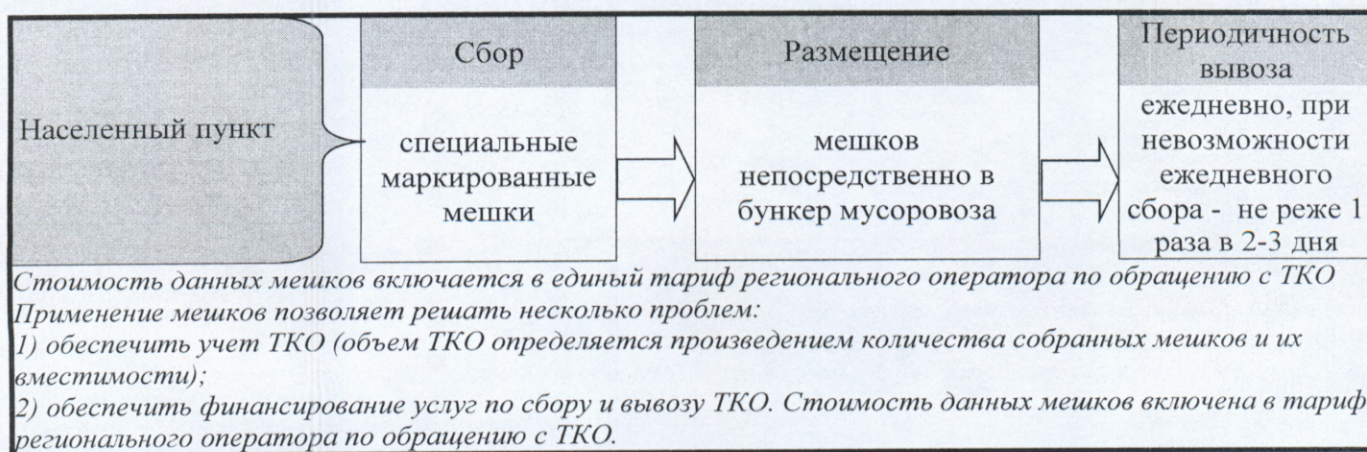 Населенный пункт
Сбор
специальные
маркированные
мешки
Размещение
мешков
непосредственно в
бункер мусоровоза
Периодичность
вывоза
ежедневно, при
невозможности
ежедневного
сбора - не реже 1
раза в 2-3 дня
Стоимость данных мешков включается в единый тариф регионального оператора по обращению с ТКО
Применение мешков позволяет решать несколько проблем:
1) обеспечить учет ТКО (объем ТКО определяется произведением количества собранных мешков и их
вместимости);
2) обеспечить финансирование услуг по сбору и вывозу ТКО. Стоимость данных мешков включена в тариф
регионального оператора по обращению с ТКО.